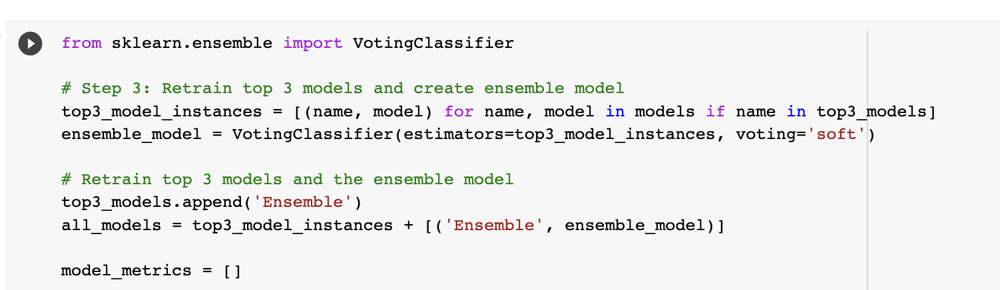 from sklearn.ensemble import VotingClassifier
# Step 3: Retrain top 3 models and create ensemble model
top3_model_instances = [(name, model) for name, model in models if name in top3_models]
ensemble_model = VotingClassifier(estimators=top3_model_instances, voting='soft')
# Retrain top 3 models and the ensemble model
top3_models.append('Ensemble')
all_models = top3_model_instances + [('Ensemble', ensemble_model)]
model_metrics = []